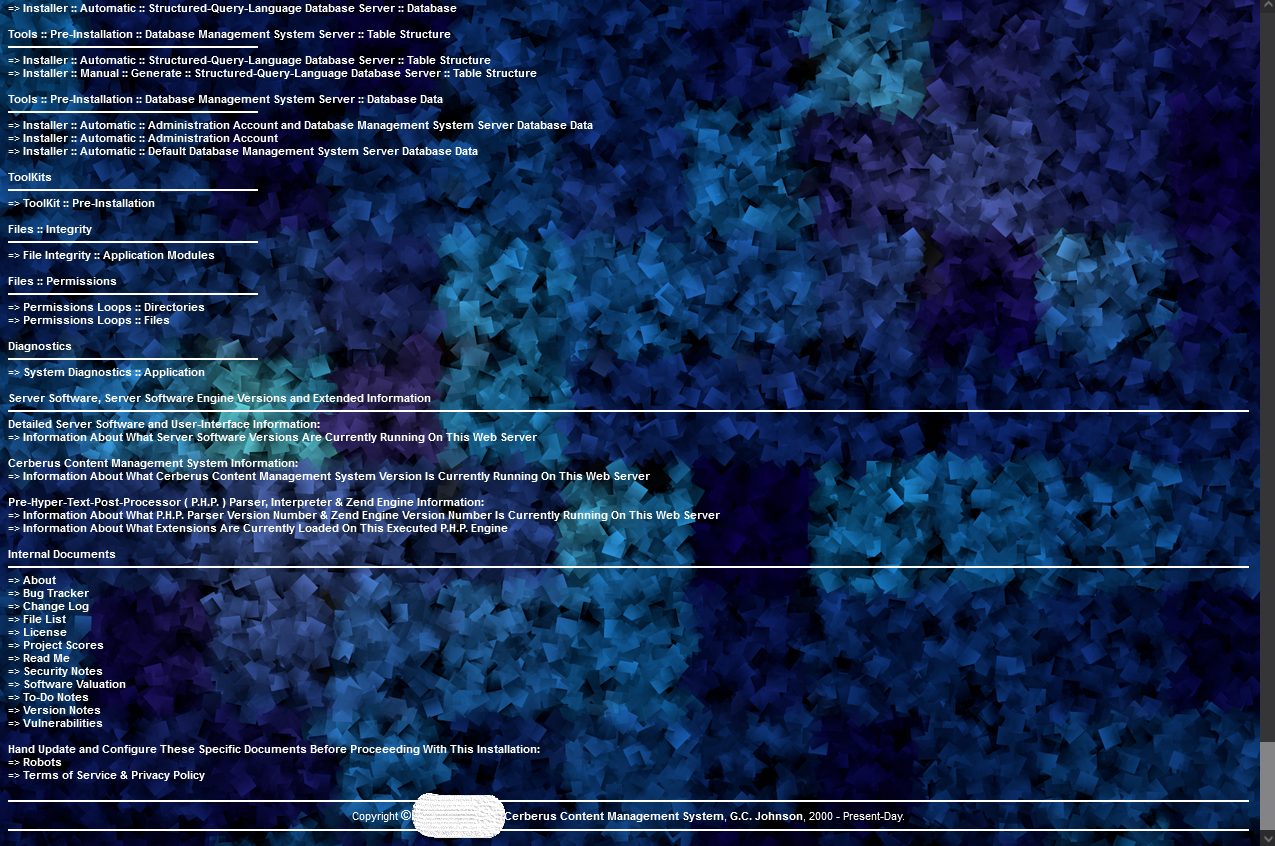 => Installer :: Automatic :: Structured-Query-Language Database Server :: Database
Tools :: Pre-Installation :: Database Management System Server :: Table Structure
=> Installer :: Automatic :: Structured-Query-Language Database Server :: Table Structure
=> Installer :: Manual :: Generate :: Structured-Query-Language Database Server :: Table Structure
Tools :: Pre-Installation :: Database Management System Server :: Database Data
=> Installer :: Automatic :: Administration Account and Database Management System Server Database Data
=> Installer :: Automatic :: Administration Account
=> Installer :: Automatic :: Default Database Management System Server Database Data
ToolKits
=> ToolKit :: Pre-Installation
Files :: Integrity
=> File Integrity :: Application Modules
Files :: Permissions
=> Permissions Loops :: Directories
=> Permissions Loops :: Files
Diagnostics
=> System Diagnostics :: Application
Server Software, Server Software Engine Versions and Extended Information
Detailed Server Software and User-Interface Information:
=> Information About What Server Software Versions Are Currently Running On This Web Server
Cerberus Content Management System Information:
=> Information About What Cerberus Content Management System Version Is Currently Running On This Web Server
Pre-Hyper-Text-Post-Processor ( P.H.P. ) Parser, Interpreter & Zend Engine Information:
=> Information About What P.H.P. Parser Version Number & Zend Engine Version Number Is Currently Running On This Web Server
=> Information About What Extensions Are Currently Loaded On This Executed P.H.P. Engine
Internal Documents
=> About
=> Bug Tracker
=> Change Log
=> File List
=> License
=> Project Scores
=> Read Me
=> Security Notes
=> Software Valuation
=> To-Do Notes
=> Version Notes
=> Vulnerabilities
Hand Update and Configure These Specific Documents Before Proceeeding With This Installation:
=> Robots
=> Terms of Service & Privacy Policy
Copyright © Cerberus Content Management System, G.C. Johnson, 2000 - Present-Day.